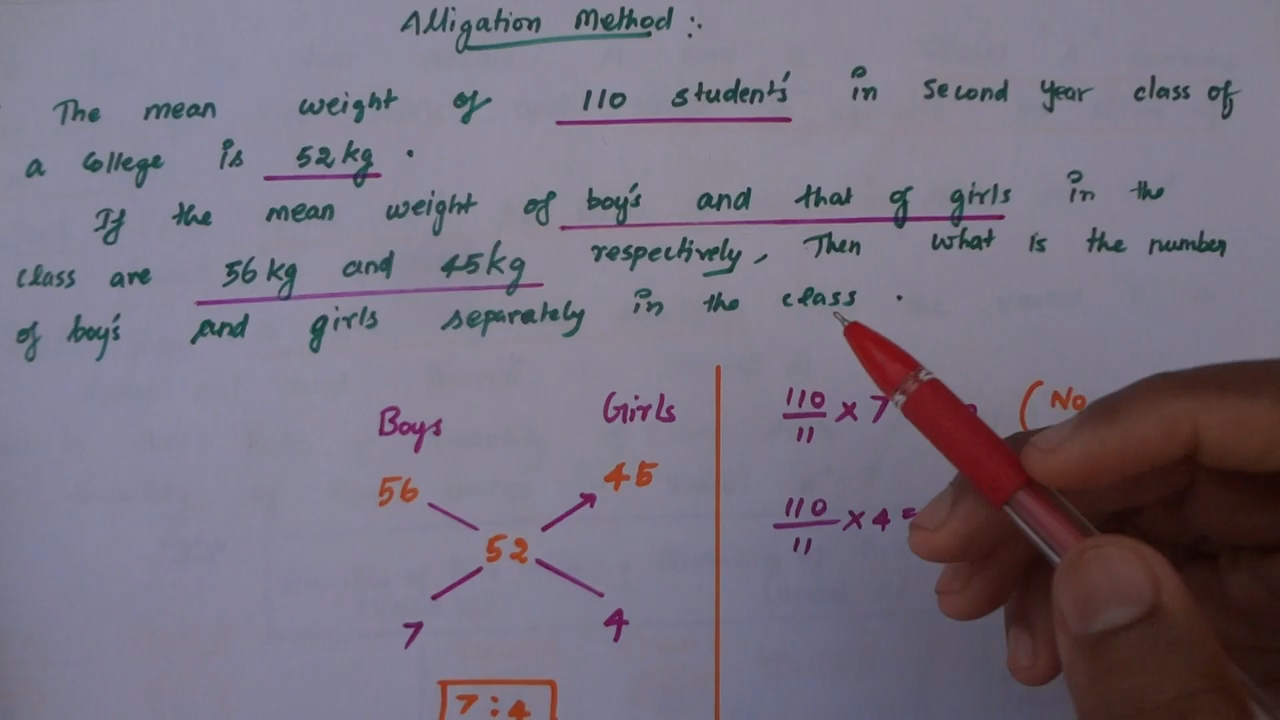 Alligation Method :
The mean weight of 110 student's in second year class of
a college is 52 kg .
If the mean weight of boy's and that of girls in the
class are 56 kg and 45 kg respectively, Then what is the number
of boy's and girls separately in the class .
Boys Girls
56 45
52
7 4
7 : 4
110/11 × 7 (No
110/11 × 4 =